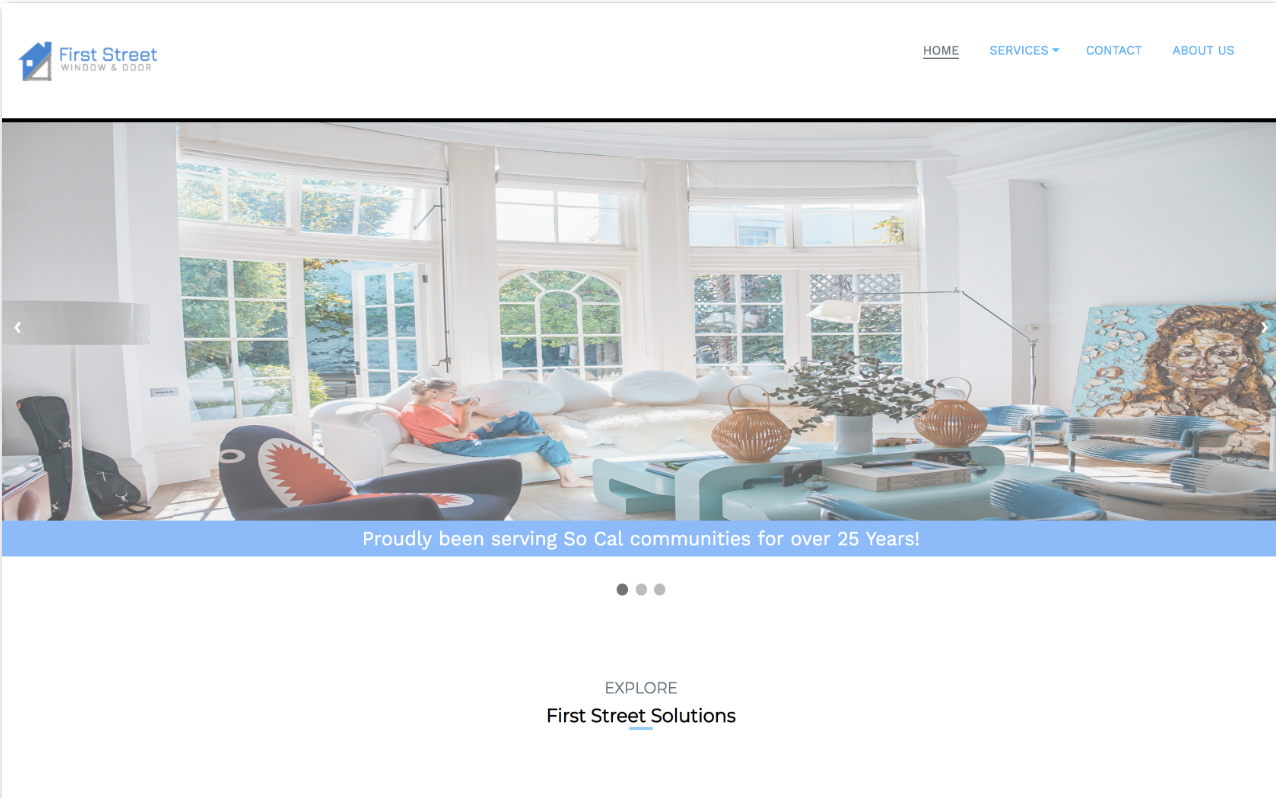 First Street
WINDOW & DOOR
HOME
SERVICES
CONTACT
ABOUT US
Proudly been serving So Cal communities for over 25 Years!
EXPLORE
First Street Solutions